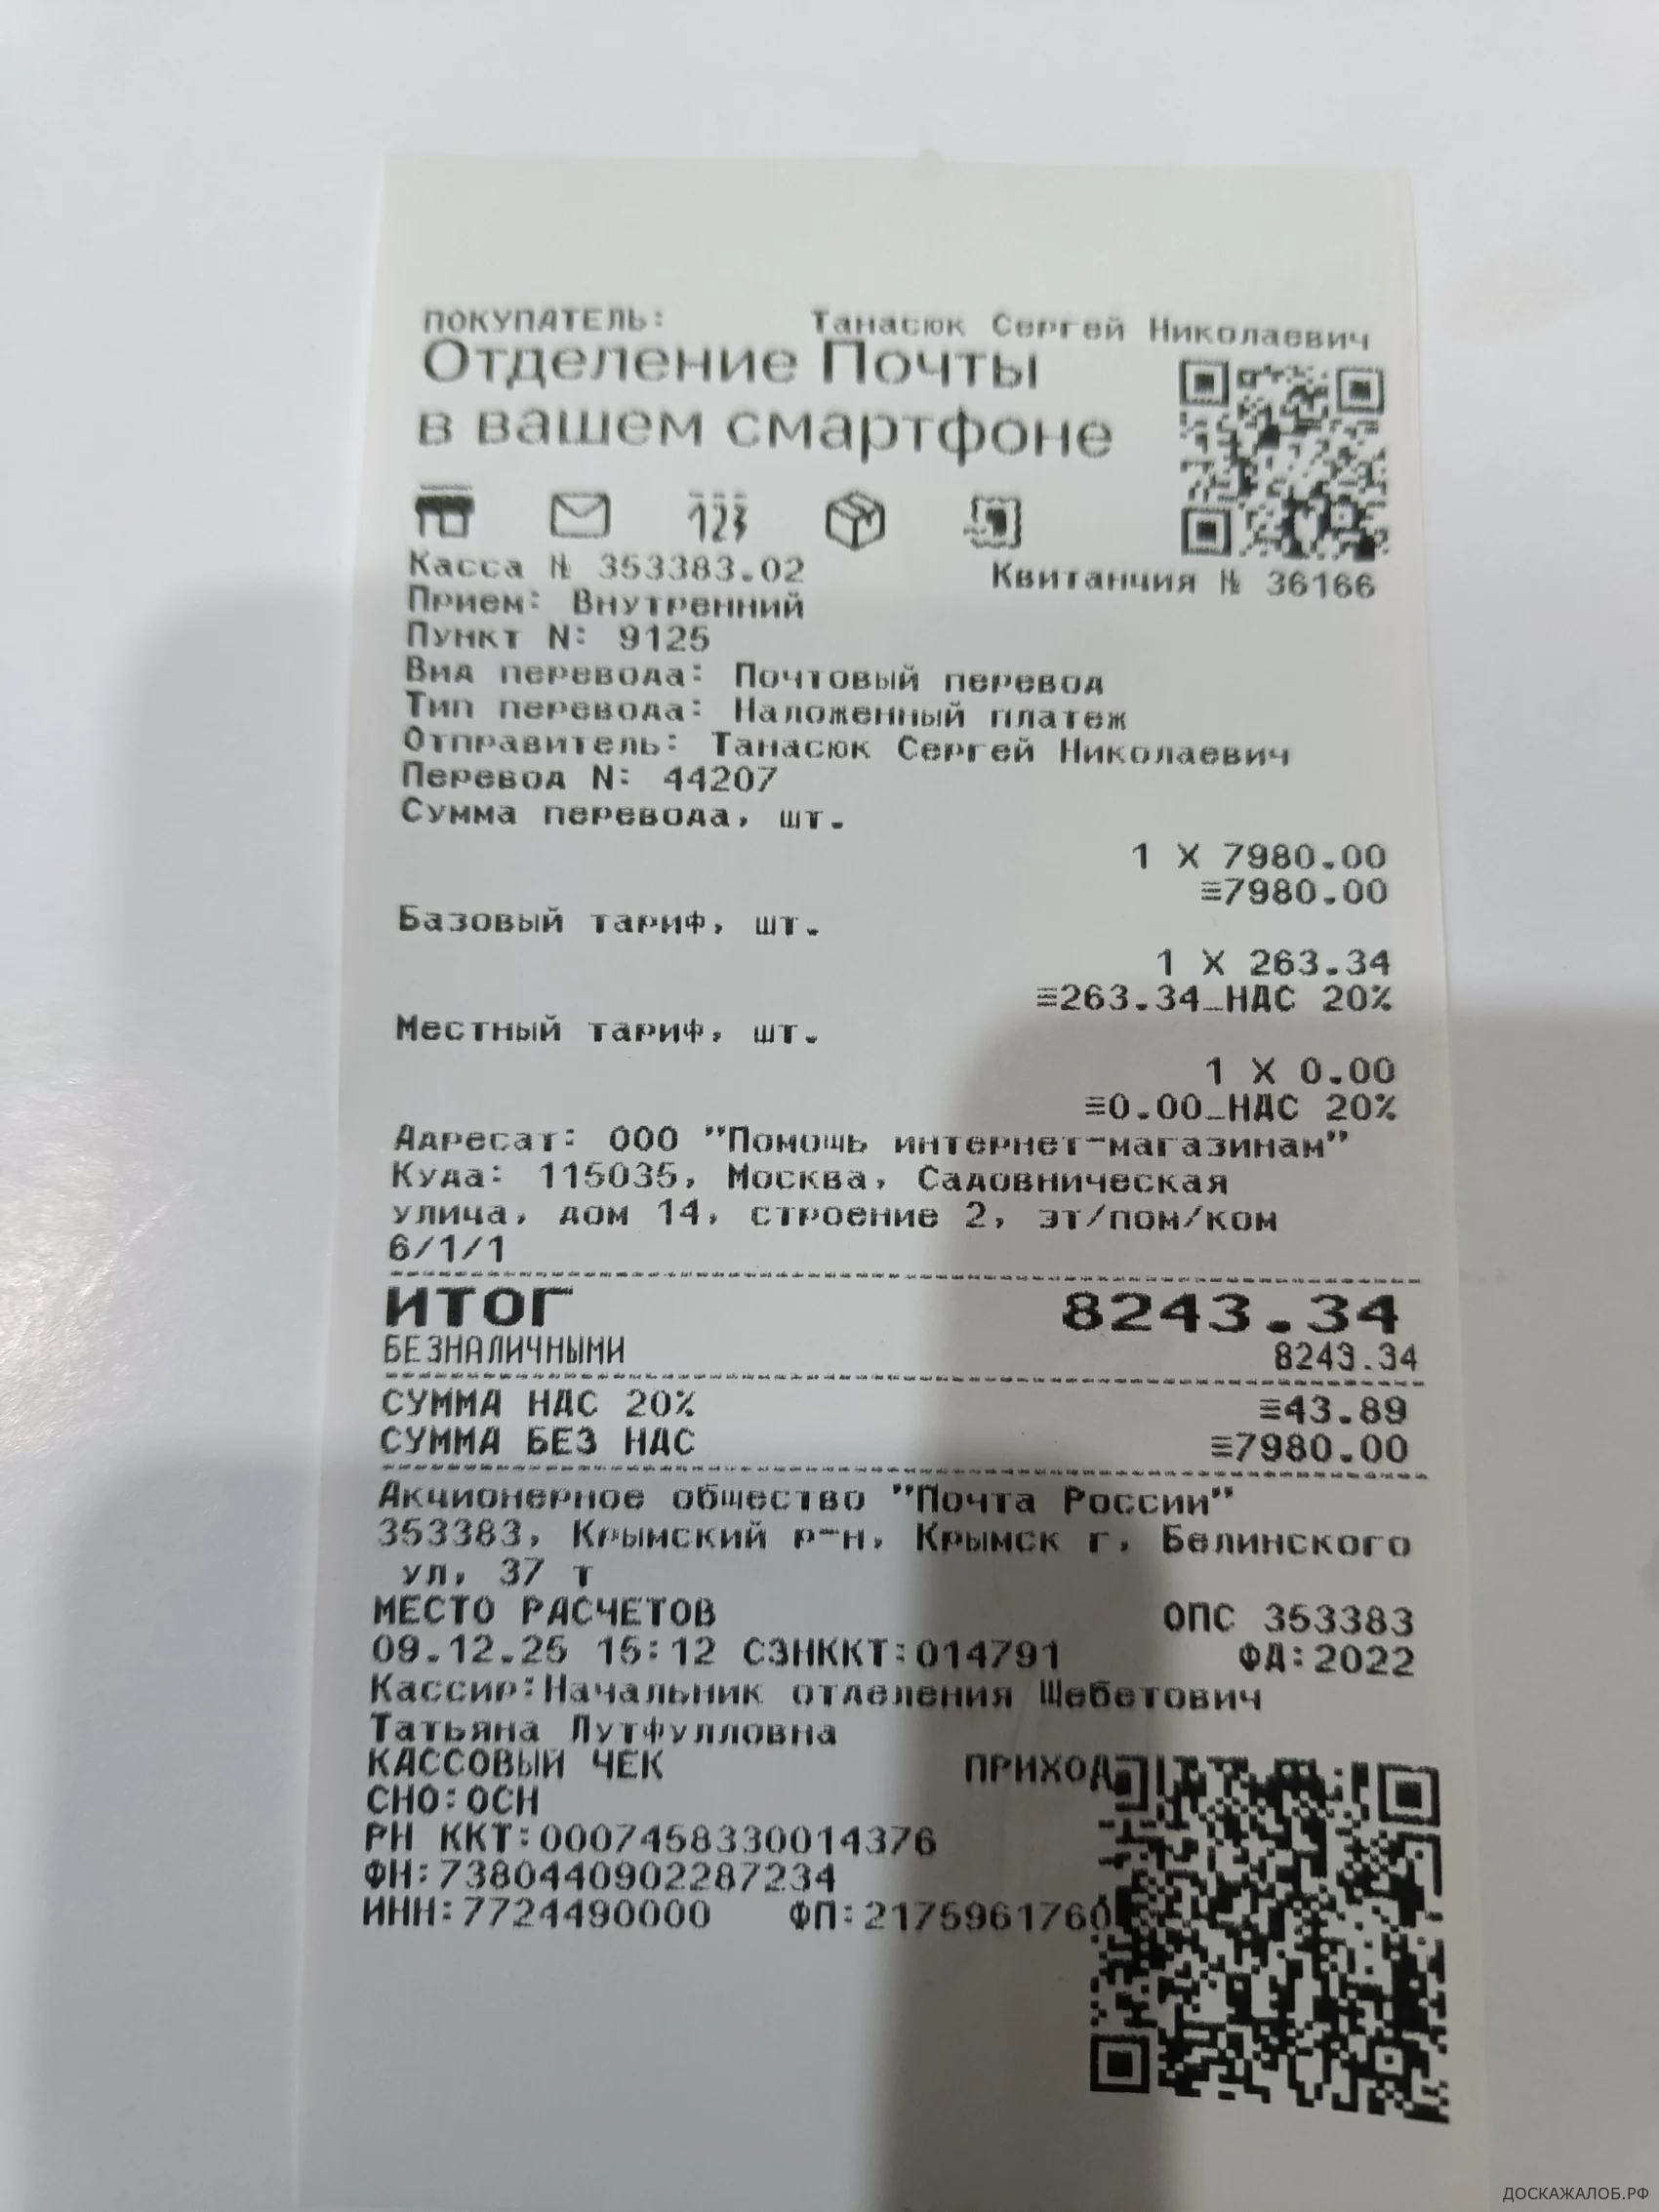 ПОКУПАТЕЛЬ: Танасюк Сергей Николаевич
Отделение Почты
в вашем смартфоне
123
Касса № 353383.02 Квитанция № 36166
Прием: Внутренний
Пункт N: 9125
Вид перевода: Почтовый перевод
Тип перевода: Наложенный платеж
Отправитель: Танасюк Сергей Николаевич
Перевод N: 44207
Сумма перевода, шт.
1 X 7980.00
≡7980.00
Базовый тариф, шт.
1 X 263.34
≡263.34_НДС 20%
Местный тариф, шт.
1 X 0.00
≡0.00_НДС 20%
Адресат: ООО "Помощь интернет-магазинам"
Куда: 115035, Москва, Садовническая
улица, дом 14, строение 2, эт/пом/ком
6/1/1
ИТОГ 8243.34
БЕЗНАЛИЧНЫМИ 8243.34
СУММА НДС 20% ≡43.89
СУММА БЕЗ НДС ≡7980.00
Акционерное общество "Почта России"
353383, Крымский р-н, Крымск г, Белинского
ул, 37 т
МЕСТО РАСЧЕТОВ ОПС 353383
09.12.25 15:12 СЗНККТ:014791 ФД:2022
Кассир:Начальник отделения Щебетович
Татьяна Лутфулловна
КАССОВЫЙ ЧЕК ПРИХОД
СНО:ОСН
РН ККТ:0007458330014376
ФН:7380440902287234
ИНН:7724490000 ФП:2175961760
ДОСКАЖАЛОБ.РФ